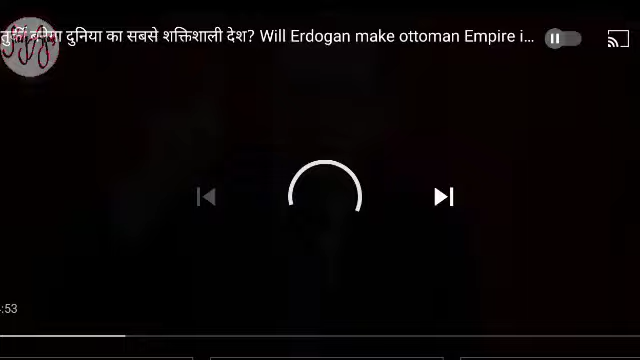 तुर्की बनेगा दुनिया का सबसे शक्तिशाली देश? Will Erdogan make ottoman Empire i...
:53